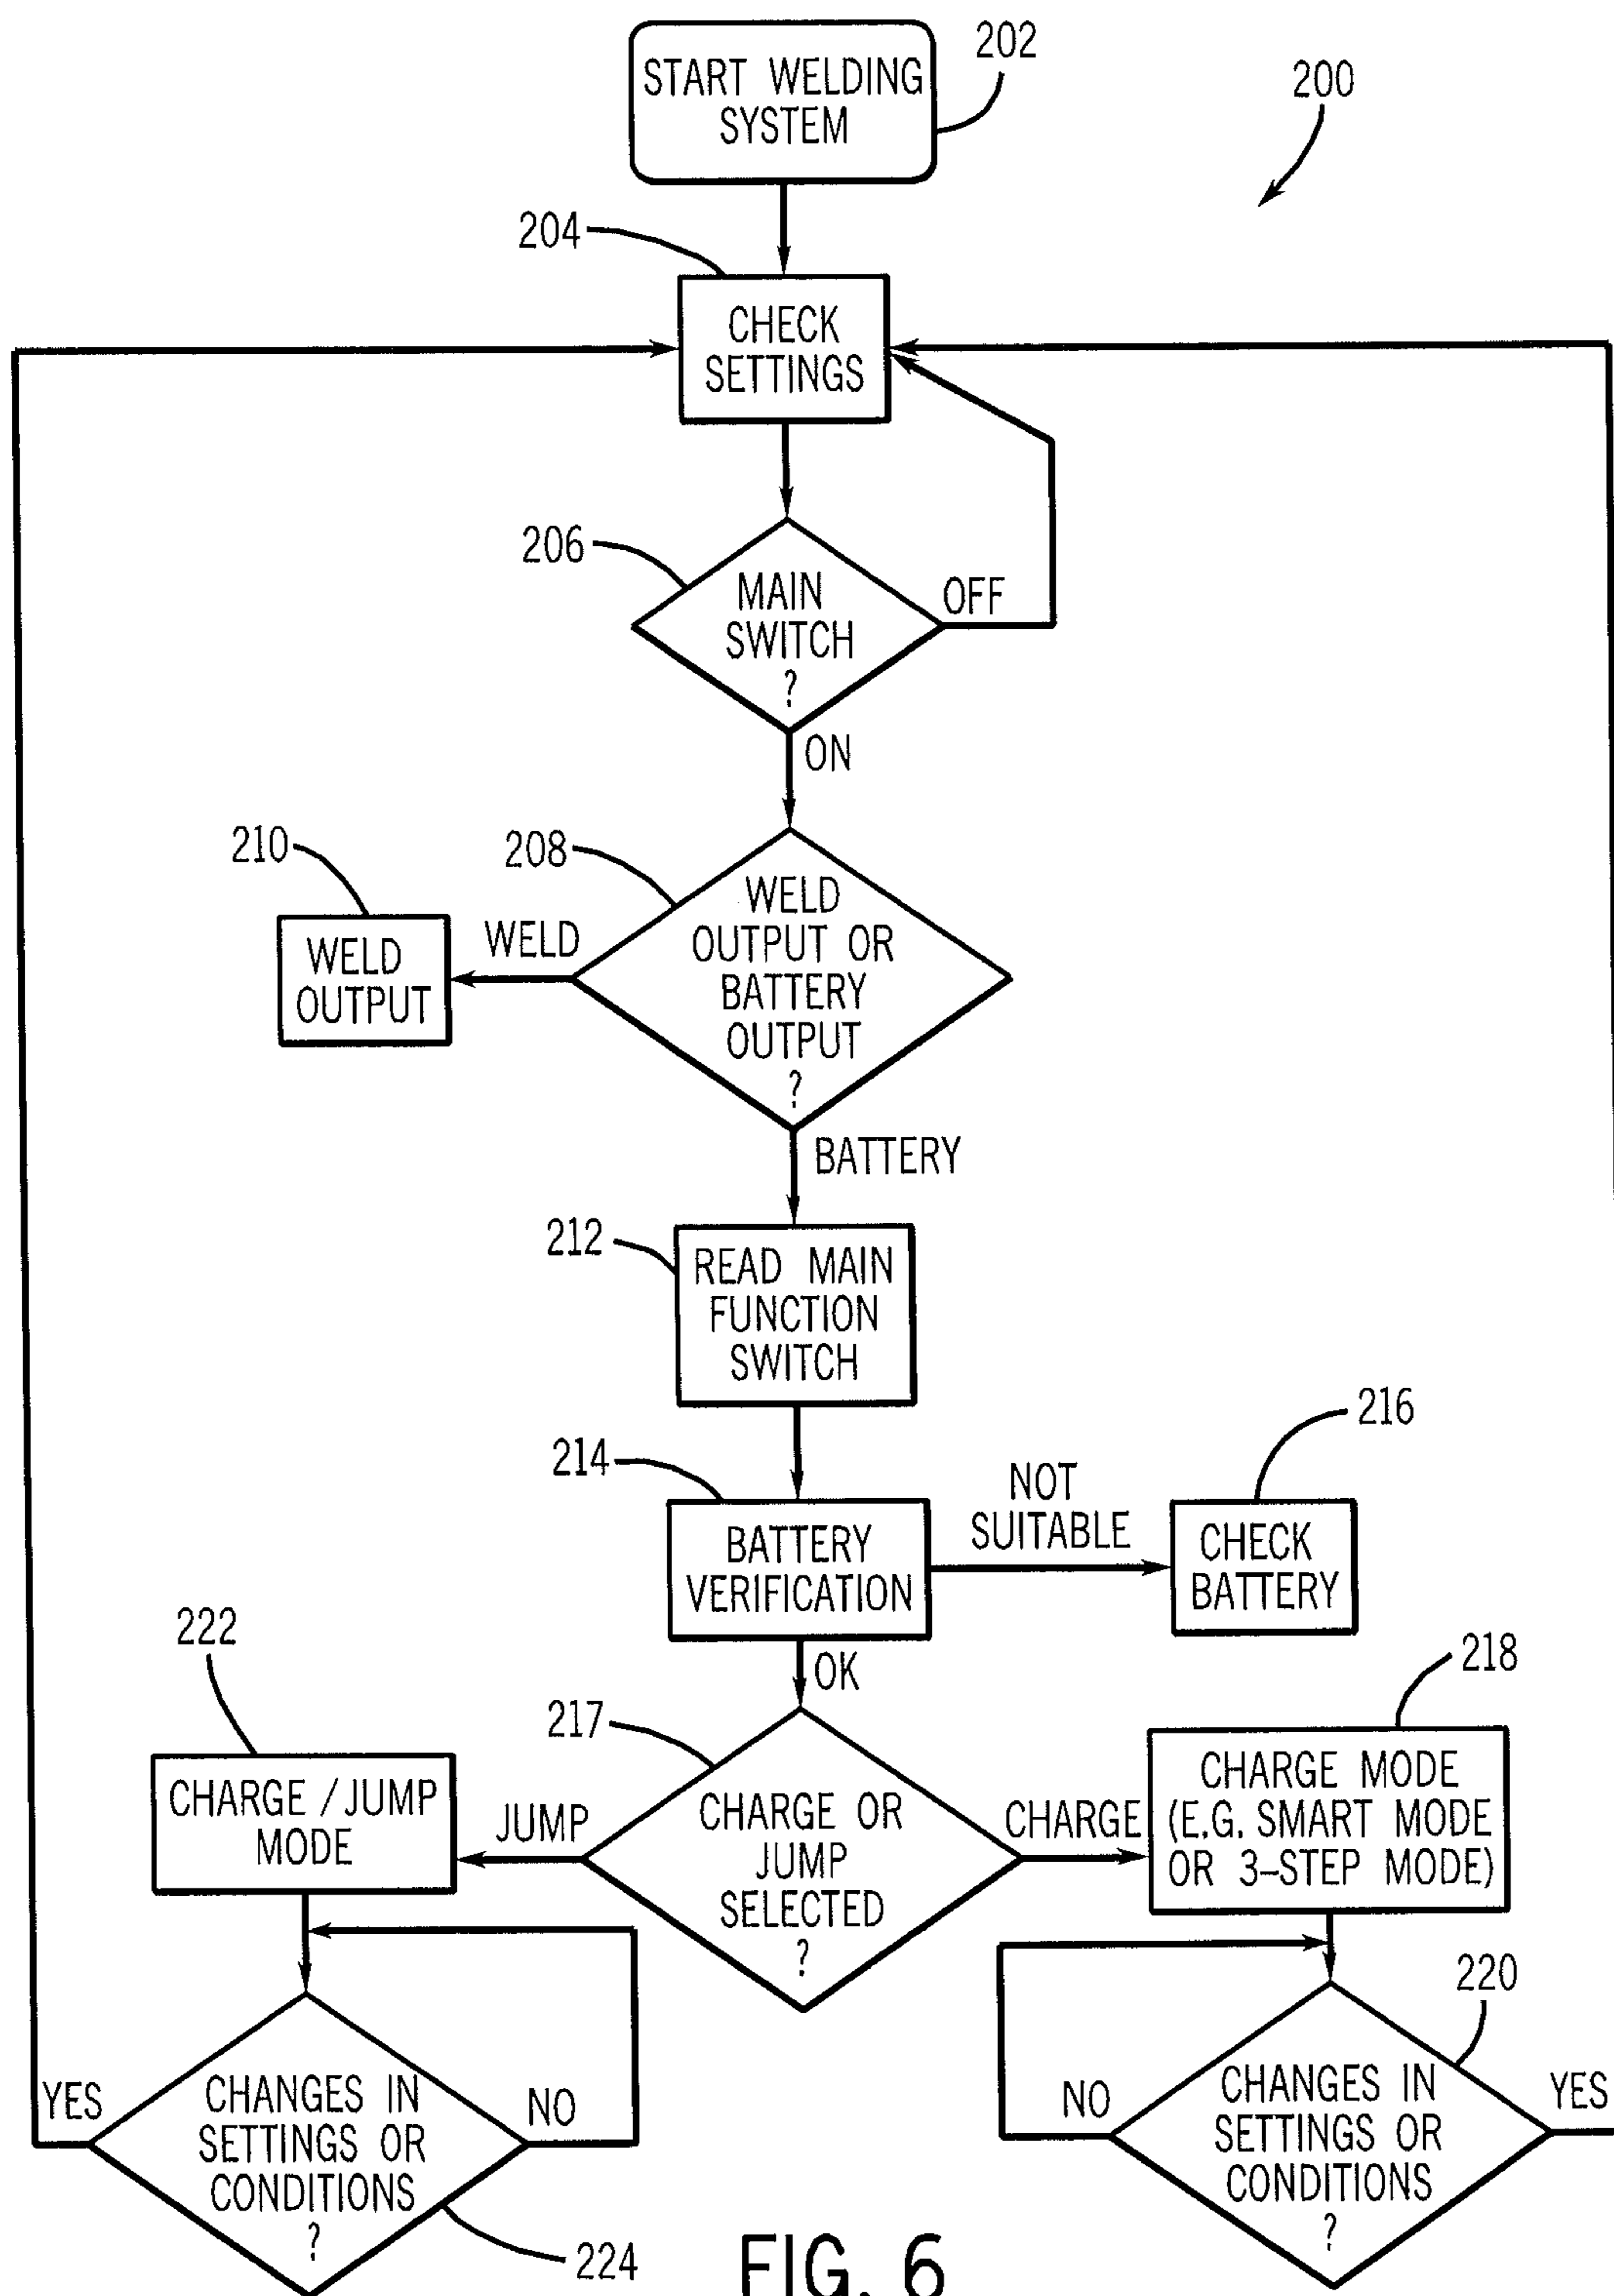 START WELDING
SYSTEM
202
200
204
CHECK
SETTINGS
206
MAIN
SWITCH
?
OFF
ON
210
208
WELD
OUTPUT OR
BATTERY
OUTPUT
?
WELD
WELD
OUTPUT
BATTERY
212
READ MAIN
FUNCTION
SWITCH
214
BATTERY
VERIFICATION
NOT
SUITABLE
216
CHECK
BATTERY
OK
222
217
218
CHARGE / JUMP
MODE
JUMP
CHARGE OR
JUMP
SELECTED
?
CHARGE
CHARGE MODE
(E.G. SMART MODE
OR 3-STEP MODE)
220
YES
CHANGES IN
SETTINGS OR
CONDITIONS
?
NO
224
NO
CHANGES IN
SETTINGS OR
CONDITIONS
?
YES
FIG. 6